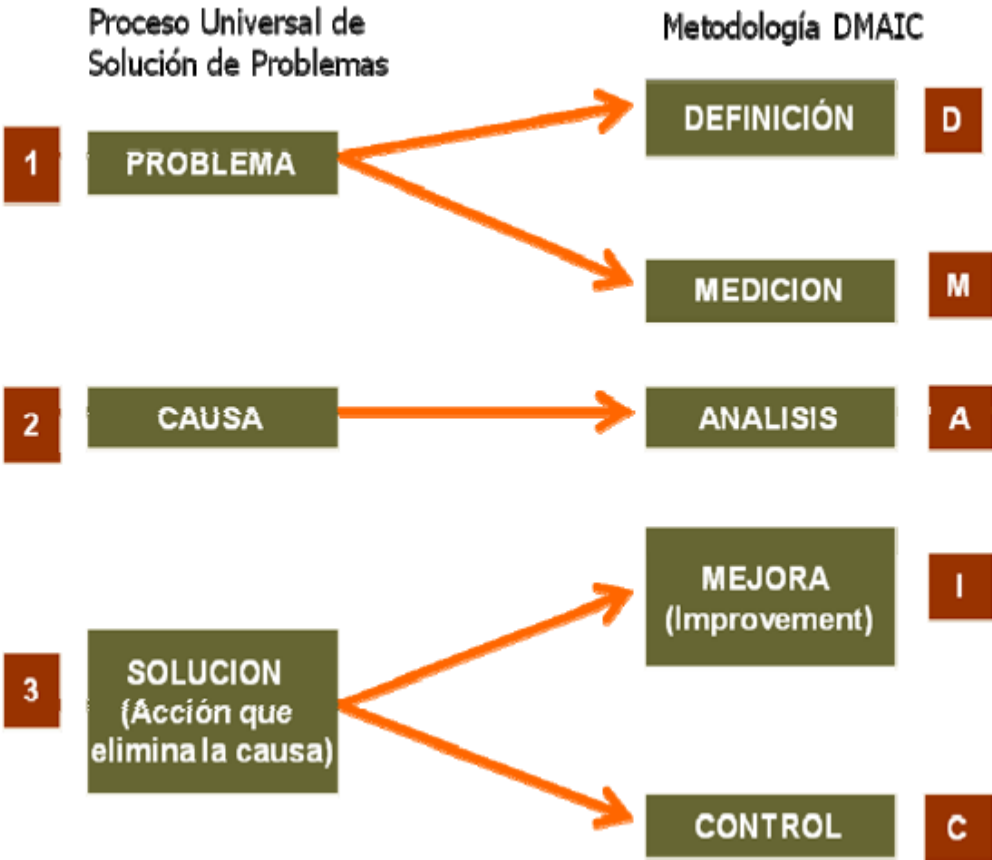 Proceso Universal de
Solución de Problemas
Metodología DMAIC
1
PROBLEMA
DEFINICIÓN
D
MEDICION
M
2
CAUSA
ANALISIS
A
3
SOLUCION
(Acción que
elimina la causa)
MEJORA
(Improvement)
I
CONTROL
C